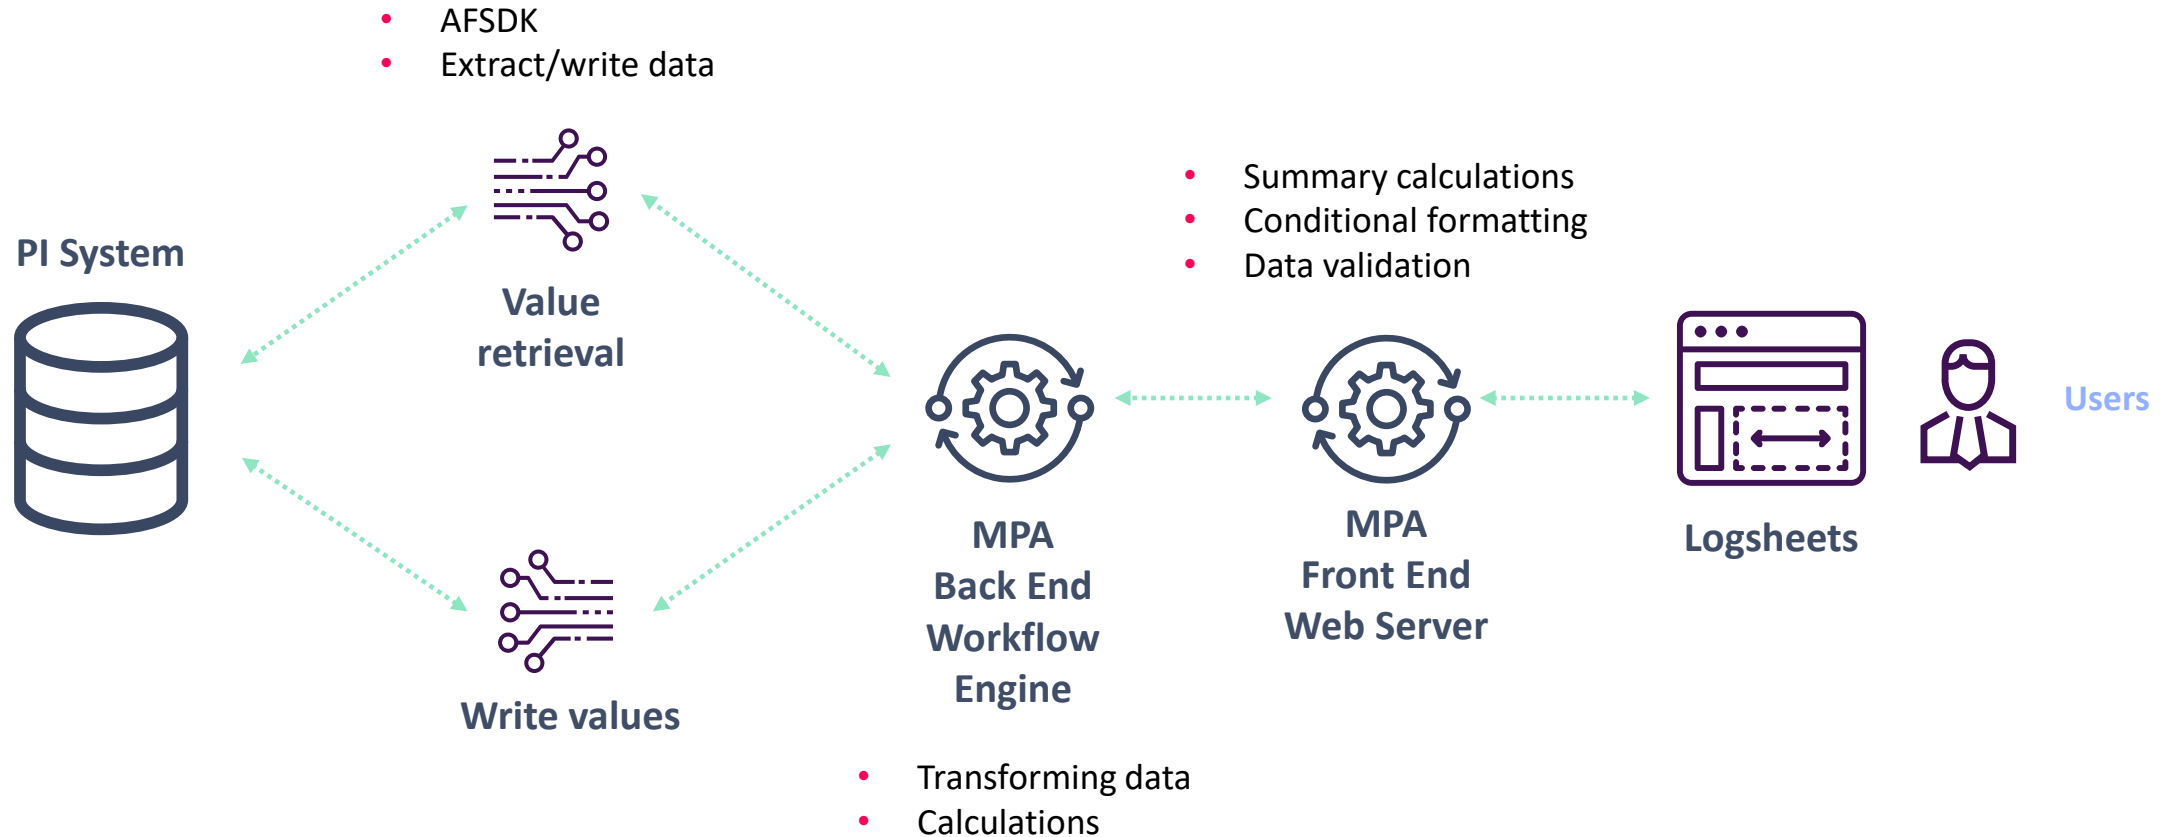 • AFSDK
• Extract/write data
PI System
Value
retrieval
Write values
• Summary calculations
• Conditional formatting
• Data validation
MPA
Back End
Workflow
Engine
• Transforming data
• Calculations
MPA
Front End
Web Server
Logsheets
Users